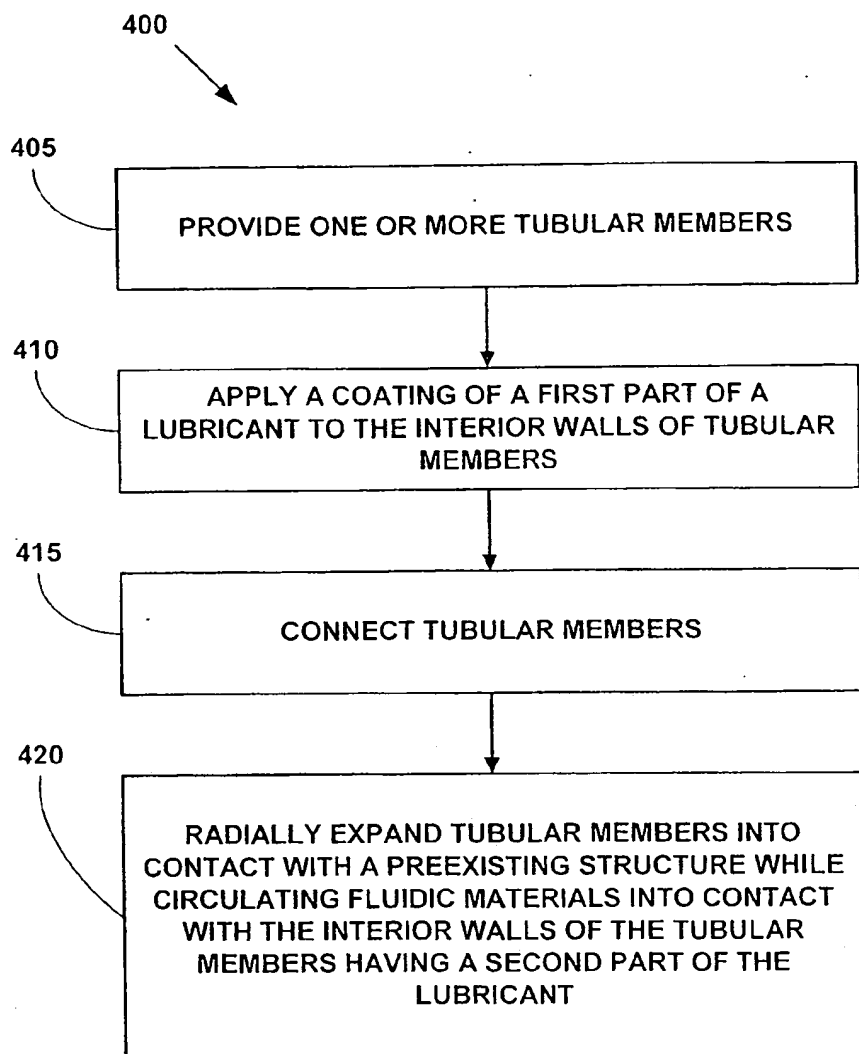 400
405
PROVIDE ONE OR MORE TUBULAR MEMBERS
410
APPLY A COATING OF A FIRST PART OF A
LUBRICANT TO THE INTERIOR WALLS OF TUBULAR
MEMBERS
415
CONNECT TUBULAR MEMBERS
420
RADIALLY EXPAND TUBULAR MEMBERS INTO
CONTACT WITH A PREEXISTING STRUCTURE WHILE
CIRCULATING FLUIDIC MATERIALS INTO CONTACT
WITH THE INTERIOR WALLS OF THE TUBULAR
MEMBERS HAVING A SECOND PART OF THE
LUBRICANT